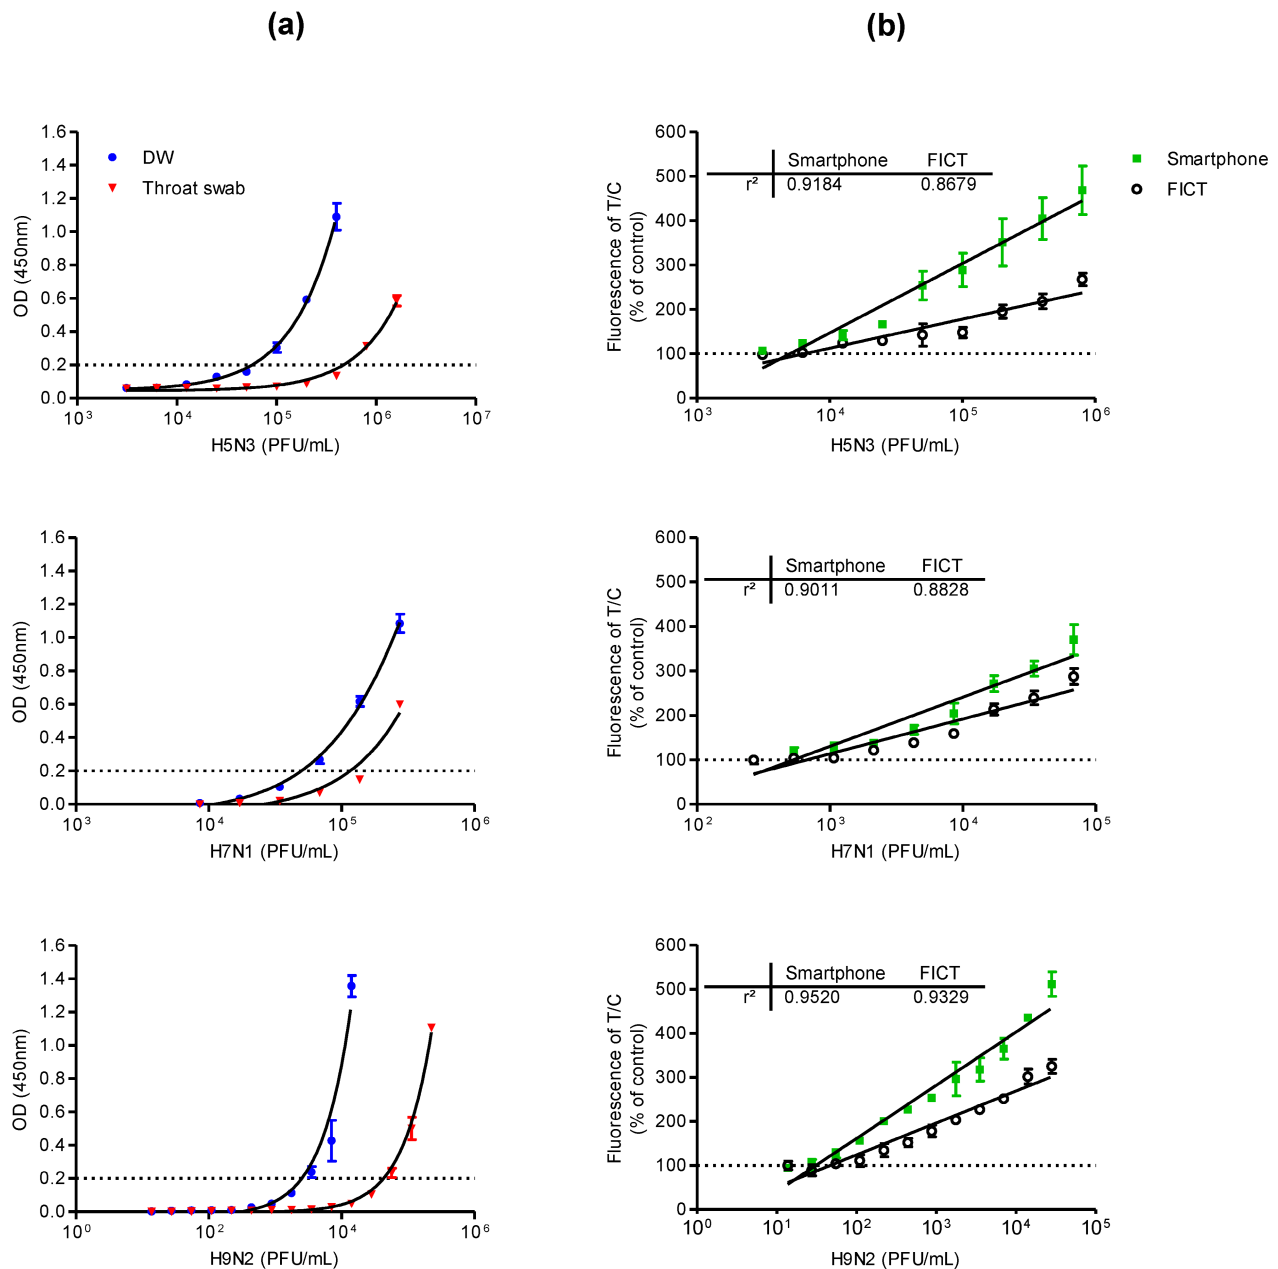 (a)
(b)
1.6
1.4
1.2
1.0
0.8
0.6
0.4
0.2
0.0
OD (450nm)
DW
Throat swab
10³ 10⁴ 10⁵ 10⁶ 10⁷
H5N3 (PFU/mL)
600
500
400
300
200
100
0
Fluorescence of T/C
(% of control)
Smartphone FICT
r² 0.9184 0.8679
Smartphone
FICT
10³ 10⁴ 10⁵ 10⁶
H5N3 (PFU/mL)
1.6
1.4
1.2
1.0
0.8
0.6
0.4
0.2
0.0
OD (450nm)
10³ 10⁴ 10⁵ 10⁶
H7N1 (PFU/mL)
600
500
400
300
200
100
0
Fluorescence of T/C
(% of control)
Smartphone FICT
r² 0.9011 0.8828
10² 10³ 10⁴ 10⁵
H7N1 (PFU/mL)
1.6
1.4
1.2
1.0
0.8
0.6
0.4
0.2
0.0
OD (450nm)
10⁰ 10² 10⁴ 10⁶
H9N2 (PFU/mL)
600
500
400
300
200
100
0
Fluorescence of T/C
(% of control)
Smartphone FICT
r² 0.9520 0.9329
10⁰ 10¹ 10² 10³ 10⁴ 10⁵
H9N2 (PFU/mL)